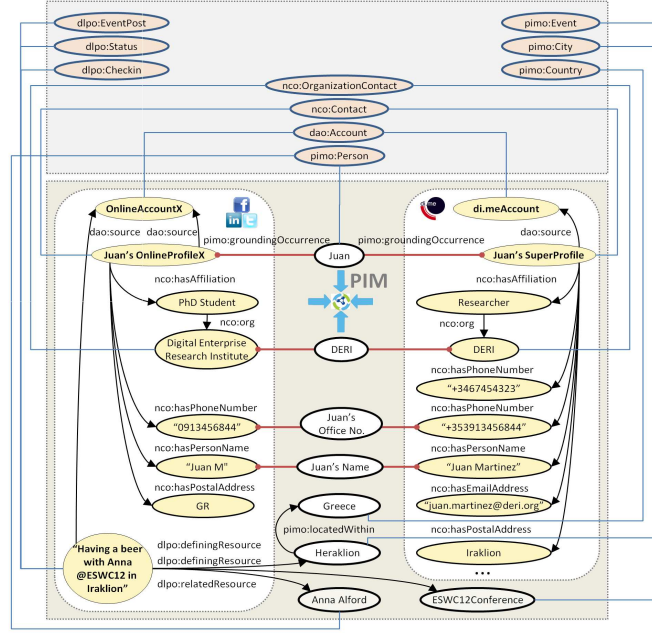 dlpo:EventPost
pimo:Event
dlpo:Status
pimo:City
dlpo:Checkin
pimo:Country
nco:OrganizationContact
nco:Contact
dao:Account
pimo:Person
OnlineAccountX
f
in
t
di.me
di.meAccount
dao:source
dao:source
dao:source
pimo:groundingOccurrence
pimo:groundingOccurrence
Juan's OnlineProfileX
Juan
Juan's SuperProfile
nco:hasAffiliation
PIM
nco:hasAffiliation
PhD Student
Researcher
nco:org
nco:org
Digital Enterprise
Research Institute
DERI
DERI
nco:hasPhoneNumber
"+3467454323"
nco:hasPhoneNumber
Juan's
Office No.
nco:hasPhoneNumber
"0913456844"
"+353913456844"
nco:hasPersonName
nco:hasPersonName
"Juan M"
Juan's Name
"Juan Martinez"
nco:hasPostalAddress
nco:hasEmailAddress
GR
Greece
"juan.martinez@deri.org"
pimo:locatedWithin
nco:hasPostalAddress
"Having a beer
with Anna
@ESWC12 in
Iraklion"
dlpo:definingResource
dlpo:definingResource
dlpo:relatedResource
Heraklion
Iraklion
...
Anna Alford
ESWC12Conference